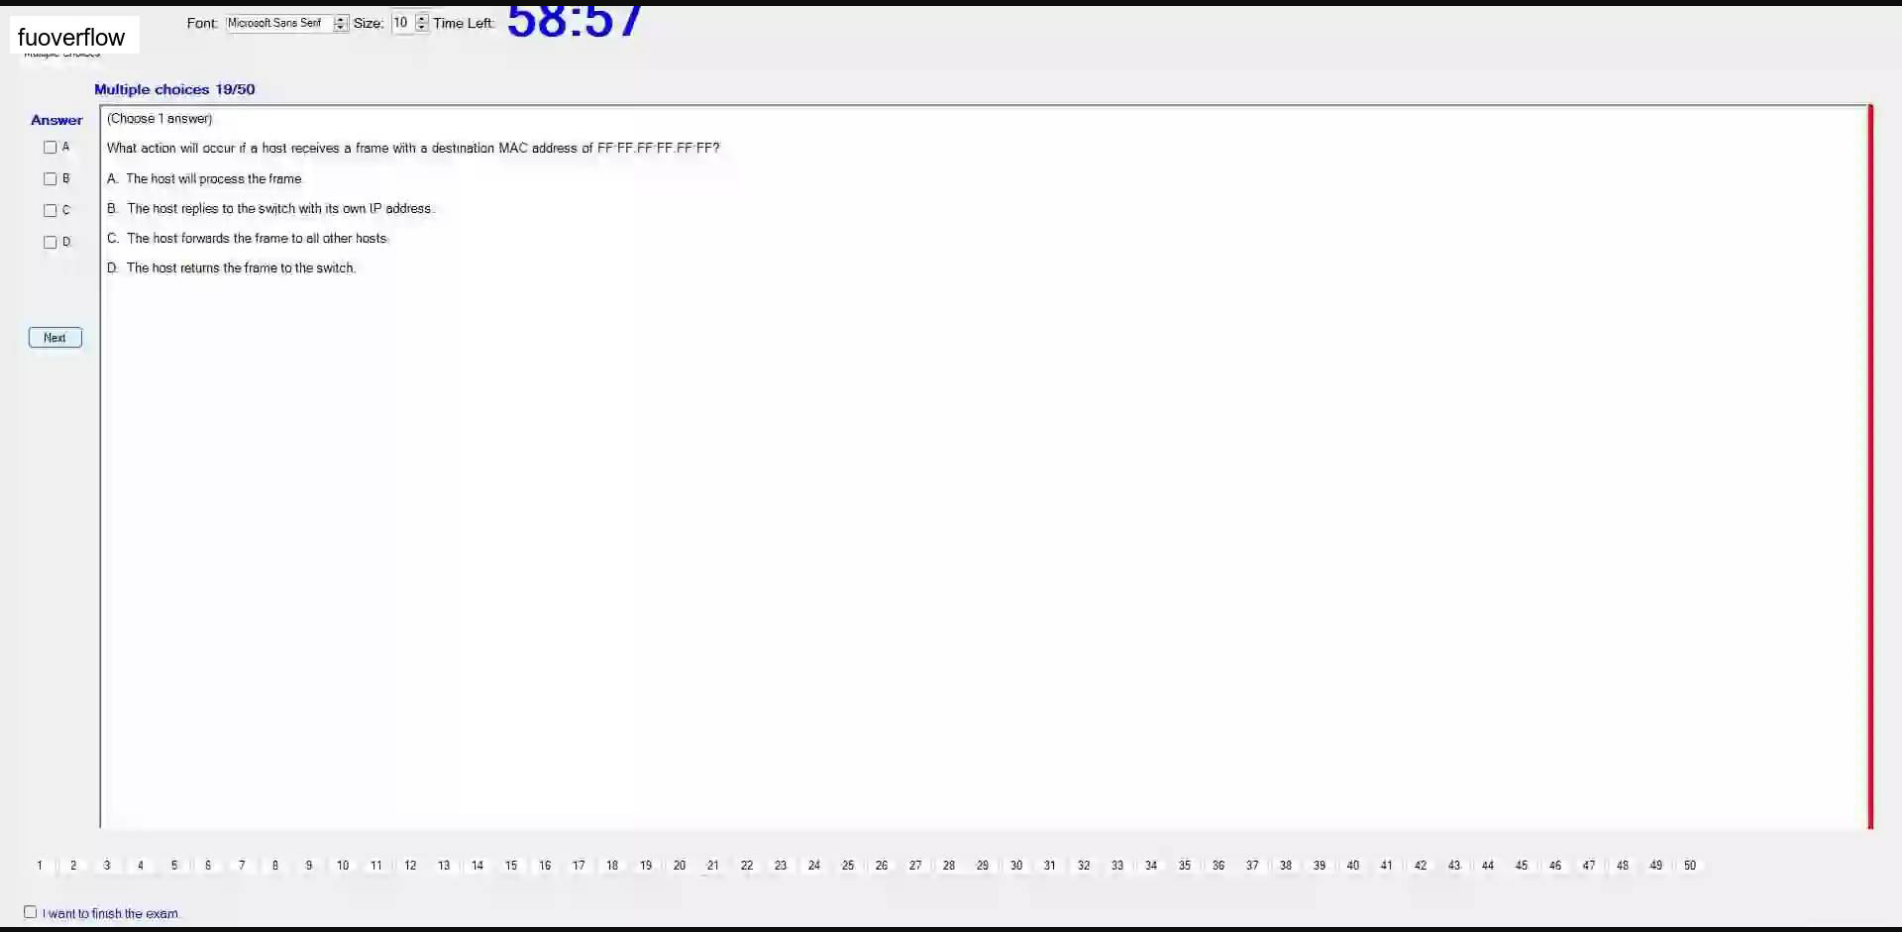 fuoverflow
Font: Microsoft Sans Serif Size: 10 Time Left: 58:57
Multiple choices
Multiple choices 19/50
Answer
(Choose 1 answer)
A
What action will occur if a host receives a frame with a destination MAC address of FF-FF.FF-FF.FF-FF?
B
A. The host will process the frame.
C
B. The host replies to the switch with its own IP address.
D
C. The host forwards the frame to all other hosts.
D. The host returns the frame to the switch.
Next
1 2 3 4 5 6 7 8 9 10 11 12 13 14 15 16 17 18 19 20 21 22 23 24 25 26 27 28 29 30 31 32 33 34 35 36 37 38 39 40 41 42 43 44 45 46 47 48 49 50
I want to finish the exam.